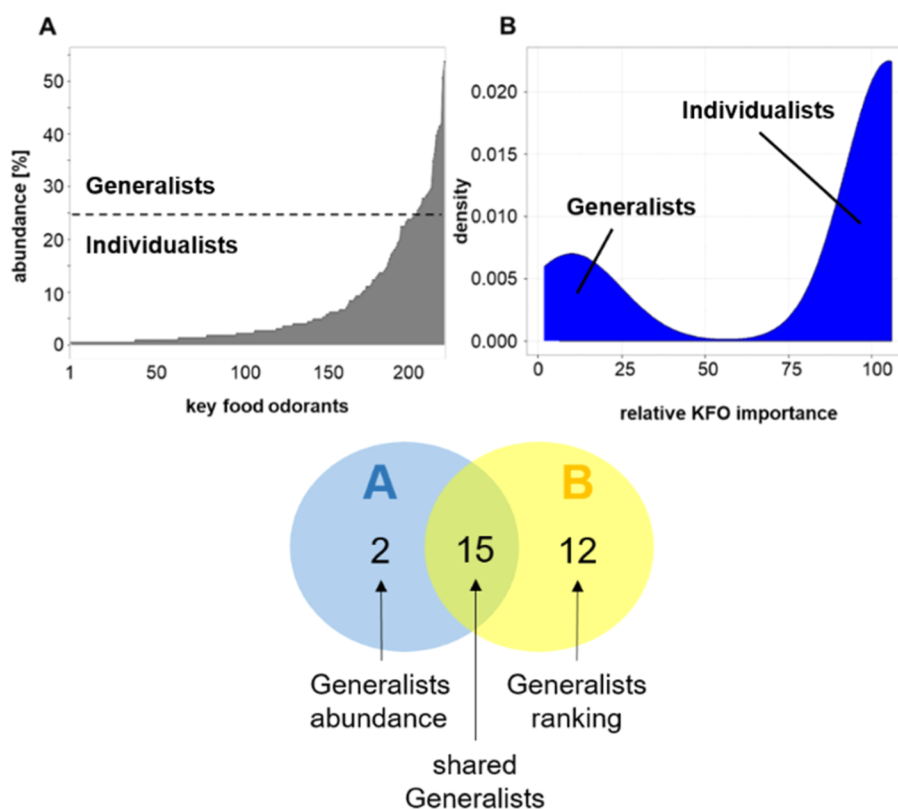 A
abundance [%]
50
40
30
20
10
0
Generalists
Individualists
1
50
100
150
200
key food odorants
B
density
0.020
0.015
0.010
0.005
0.000
Individualists
Generalists
0
25
50
75
100
relative KFO importance
A
B
2
15
12
Generalists
abundance
Generalists
ranking
shared
Generalists